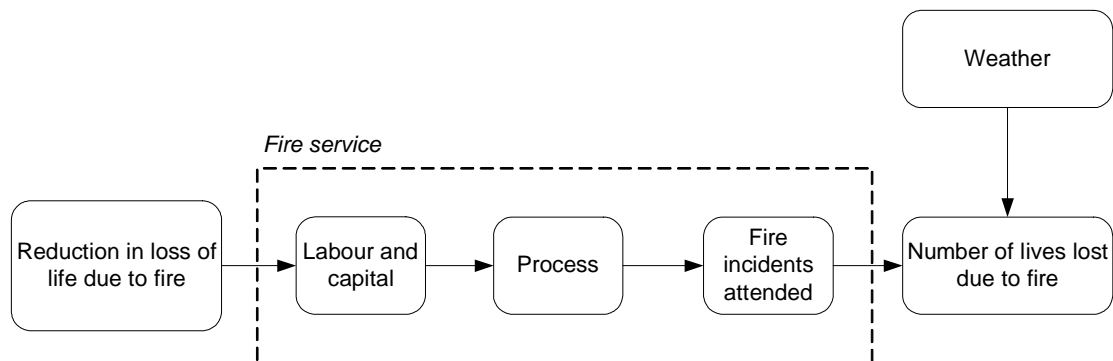 Weather
Fire service
Reduction in loss of
life due to fire
Labour and
capital
Process
Fire
incidents
attended
Number of lives lost
due to fire